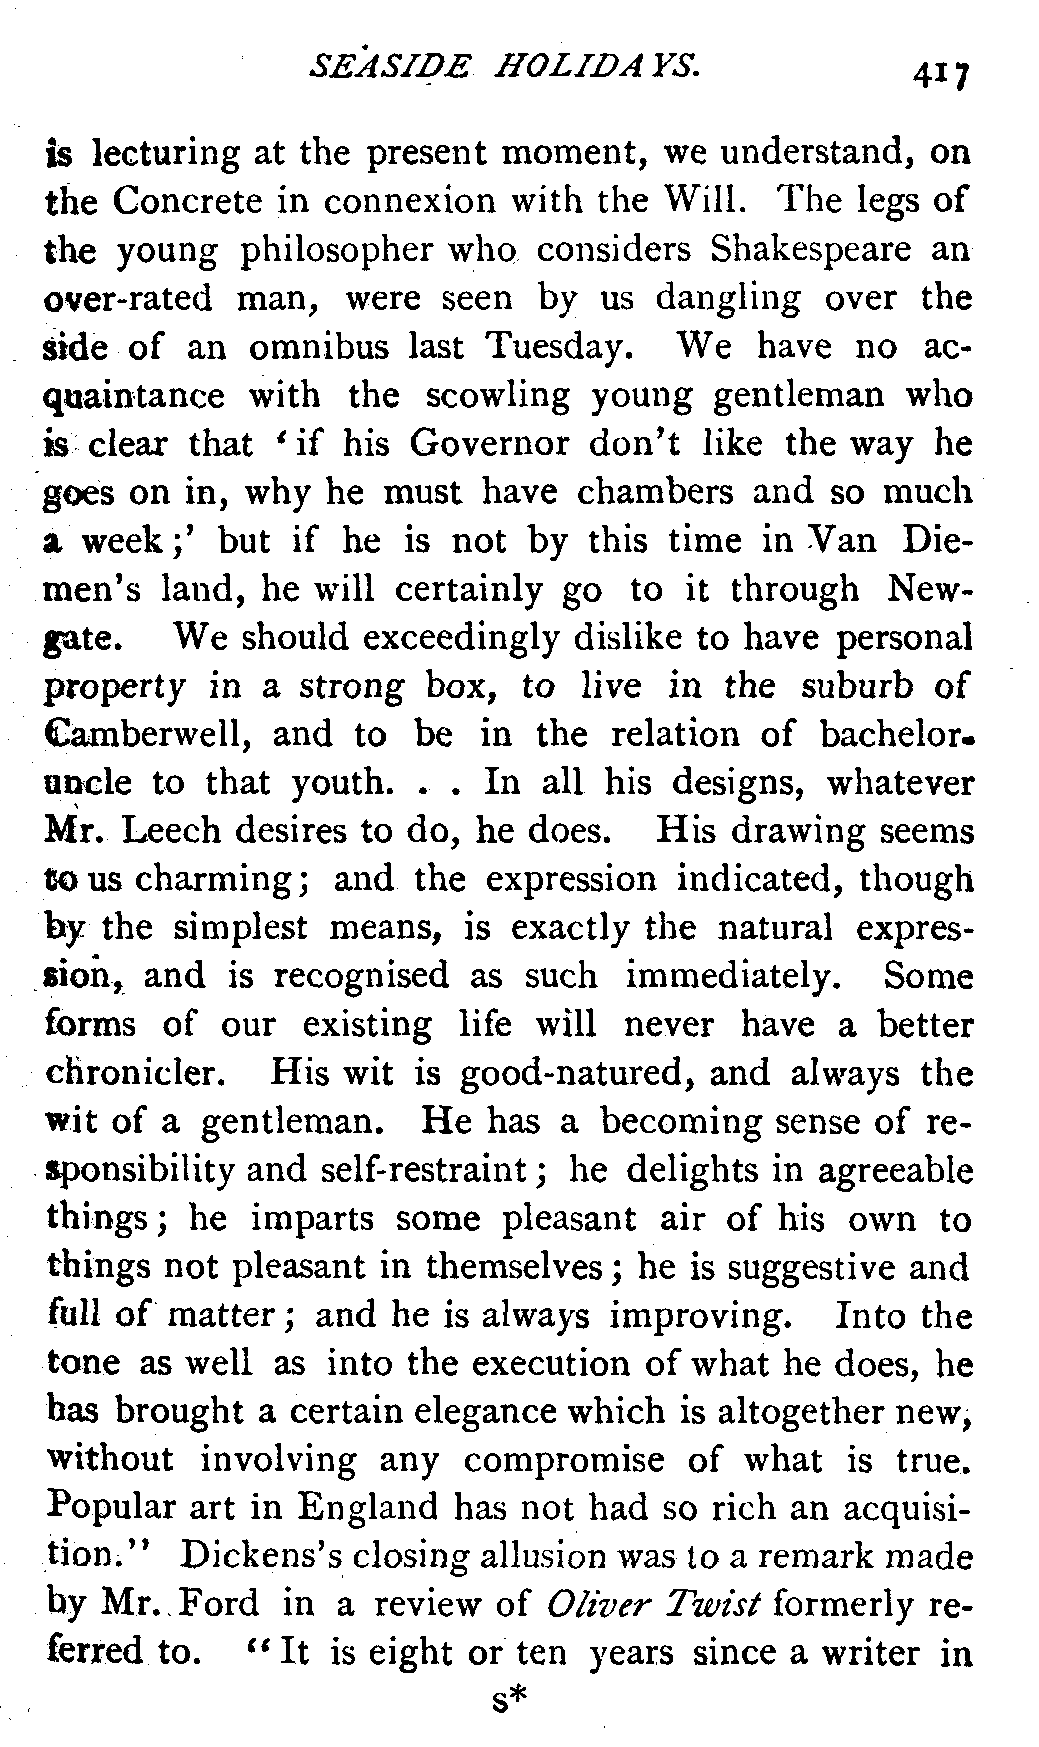 SEASIDE HOLIDAYS. 417
is lecturing at the present moment, we understand, on
the Concrete in connexion with the Will. The legs of
the young philosopher who considers Shakespeare an
over-rated man, were seen by us dangling over the
side of an omnibus last Tuesday. We have no ac-
quaintance with the scowling young gentleman who
is clear that ‘if his Governor don't like the way he
goes on in, why he must have chambers and so much
a week;’ but if he is not by this time in Van Die-
men's land, he will certainly go to it through New-
gate. We should exceedingly dislike to have personal
property in a strong box, to live in the suburb of
Camberwell, and to be in the relation of bachelor-
uncle to that youth. . . In all his designs, whatever
Mr. Leech desires to do, he does. His drawing seems
to us charming; and the expression indicated, though
by the simplest means, is exactly the natural expres-
sion, and is recognised as such immediately. Some
forms of our existing life will never have a better
chronicler. His wit is good-natured, and always the
wit of a gentleman. He has a becoming sense of re-
sponsibility and self-restraint; he delights in agreeable
things; he imparts some pleasant air of his own to
things not pleasant in themselves; he is suggestive and
full of matter; and he is always improving. Into the
tone as well as into the execution of what he does, he
has brought a certain elegance which is altogether new,
without involving any compromise of what is true.
Popular art in England has not had so rich an acquisi-
tion.” Dickens's closing allusion was to a remark made
by Mr. Ford in a review of Oliver Twist formerly re-
ferred to. “It is eight or ten years since a writer in
s*